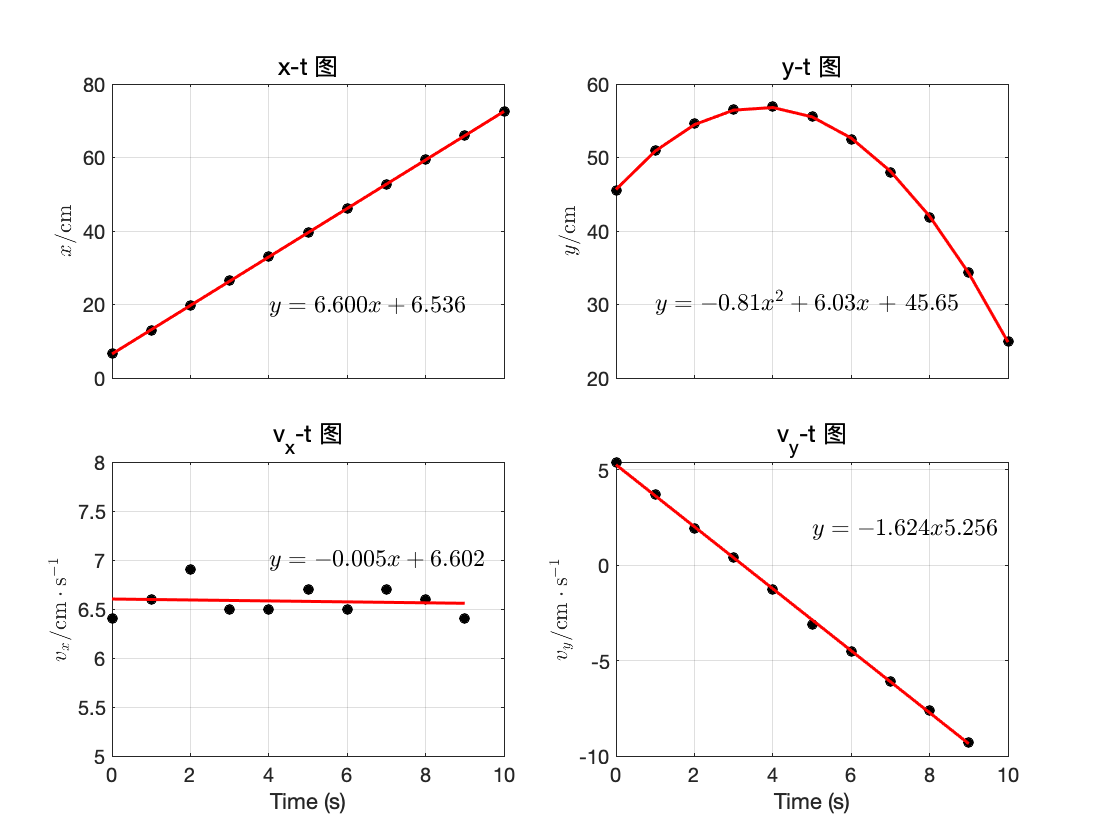 x-t 图
80
60
40
20
0
x/cm
y = 6.600x + 6.536
y-t 图
60
50
40
30
20
y/cm
y = −0.81x² + 6.03x + 45.65
vₓ-t 图
8
7.5
7
6.5
6
5.5
5
vₓ/cm · s⁻¹
y = −0.005x + 6.602
0 2 4 6 8 10
Time (s)
v_y-t 图
5
0
-5
-10
v_y/cm · s⁻¹
y = −1.624x5.256
0 2 4 6 8 10
Time (s)